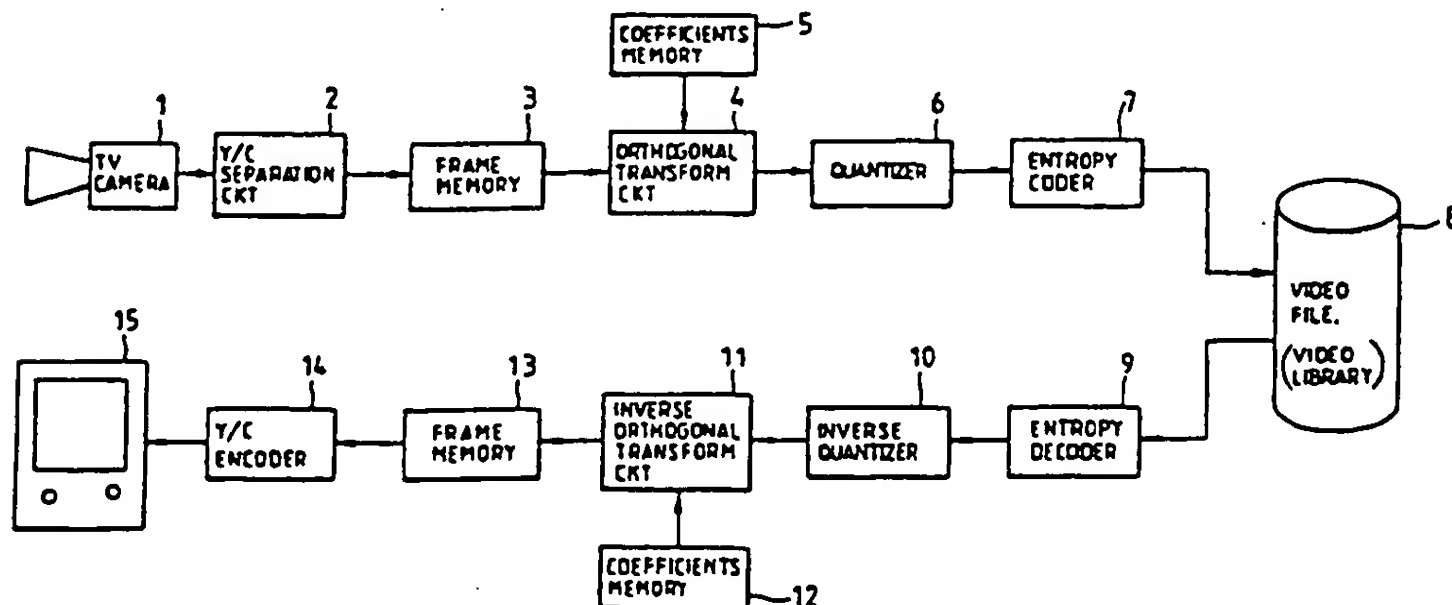 COEFFICIENTS
MEMORY
5
1
2
3
4
6
7
TV
CAMERA
Y/C
SEPARATION
CKT
FRAME
MEMORY
ORTHOGONAL
TRANSFORM
CKT
QUANTIZER
ENTROPY
CODER
8
VIDEO
FILE.
(VIDEO
LIBRARY)
15
14
13
11
10
9
Y/C
ENCODER
FRAME
MEMORY
INVERSE
ORTHOGONAL
TRANSFORM
CKT
INVERSE
QUANTIZER
ENTROPY
DECODER
COEFFICIENTS
MEMORY
12